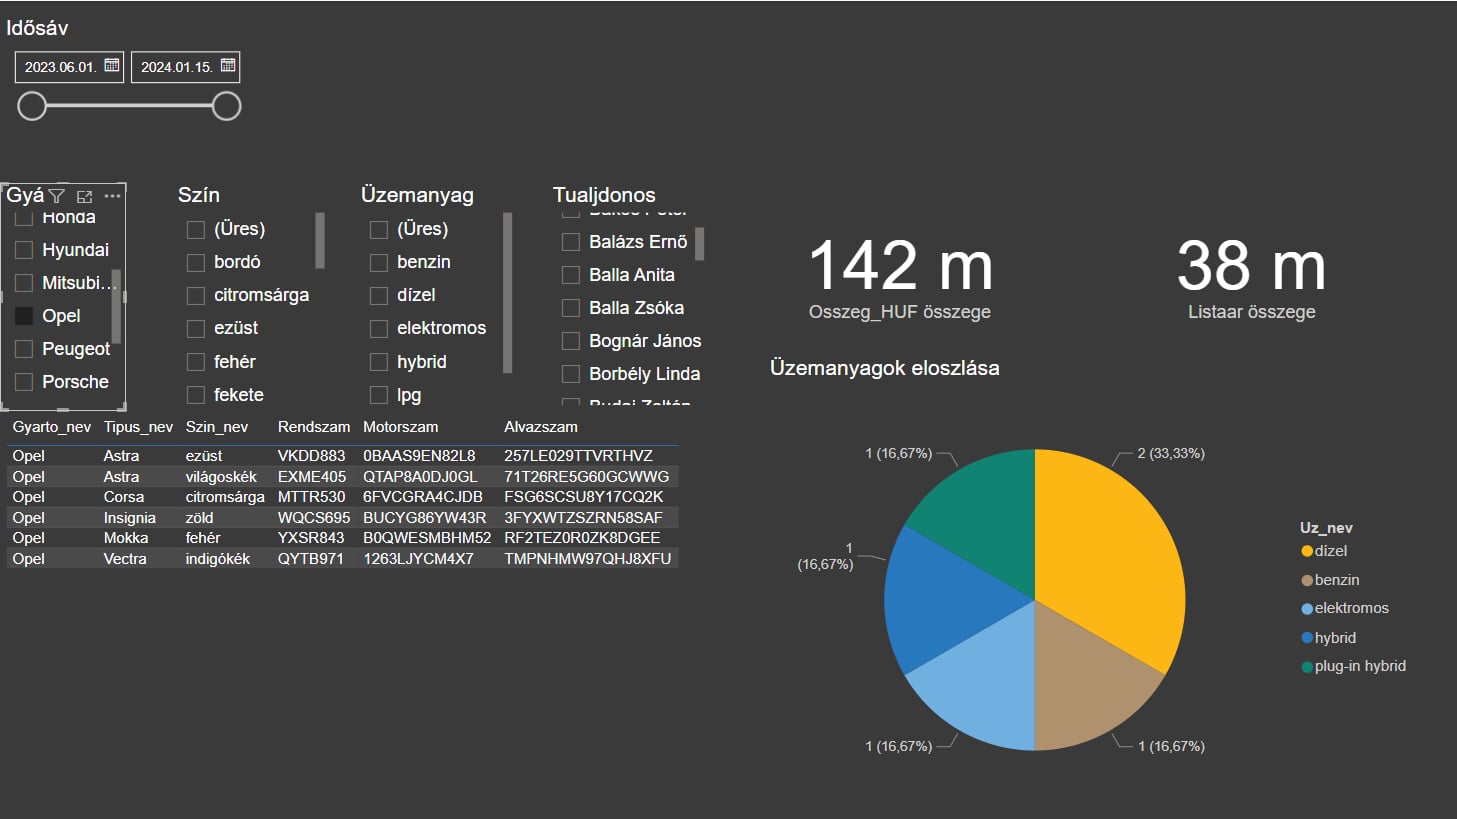 Idősáv
2023.06.01. 2024.01.15.
Gyá
Honda
Hyundai
Mitsubi...
Opel
Peugeot
Porsche
Szín
(Üres)
bordó
citromsárga
ezüst
fehér
fekete
Üzemanyag
(Üres)
benzin
dízel
elektromos
hybrid
lpg
Tualjdonos
Balázs Ernő
Balla Anita
Balla Zsóka
Bognár János
Borbély Linda
142 m
Osszeg_HUF összege
38 m
Listaar összege
Gyarto_nev Tipus_nev Szin_nev Rendszam Motorszam Alvazszam
Opel Astra ezüst VKDD883 0BAAS9EN82L8 257LE029TTVRTHVZ
Opel Astra világoskék EXME405 QTAP8A0DJ0GL 71T26RE5G60GCWWG
Opel Corsa citromsárga MTTR530 6FVCGRA4CJDB FSG6SCSU8Y17CQ2K
Opel Insignia zöld WQCS695 BUCYG86YW43R 3FYXWTZSZRN58SAF
Opel Mokka fehér YXSR843 B0QWESMBHM52 RF2TEZ0R0ZK8DGEE
Opel Vectra indigókék QYTB971 1263LJYCM4X7 TMPNHMW97QHJ8XFU
Üzemanyagok eloszlása
1 (16,67%)
2 (33,33%)
1
(16,67%)
1 (16,67%)
1 (16,67%)
Uz_nev
dízel
benzin
elektromos
hybrid
plug-in hybrid